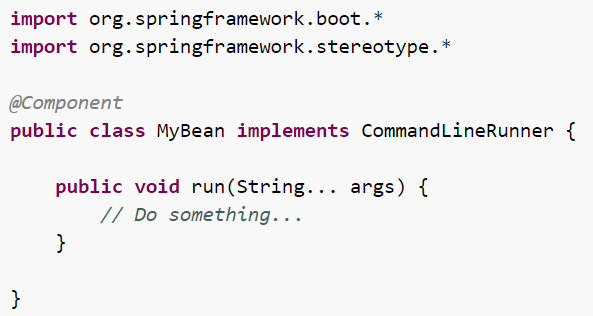 import org.springframework.boot.*
import org.springframework.stereotype.*
@Component
public class MyBean implements CommandLineRunner {
public void run(String... args) {
// Do something...
}
}